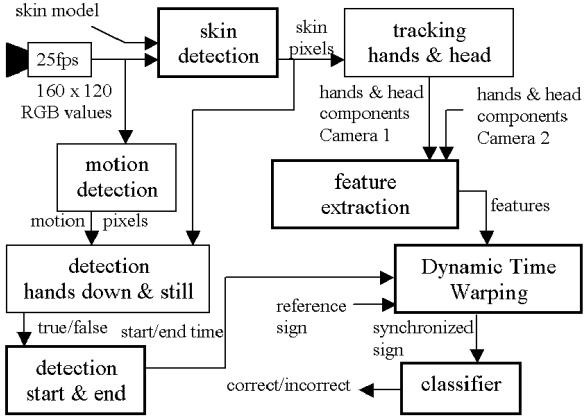 skin model
skin
detection
skin
pixels
tracking
hands & head
25fps
160 x 120
RGB values
hands & head
components
Camera 1
hands & head
components
Camera 2
motion
detection
feature
extraction
motion pixels
features
detection
hands down & still
Dynamic Time
Warping
reference
sign
true/false
start/end time
synchronized
sign
detection
start & end
correct/incorrect
classifier